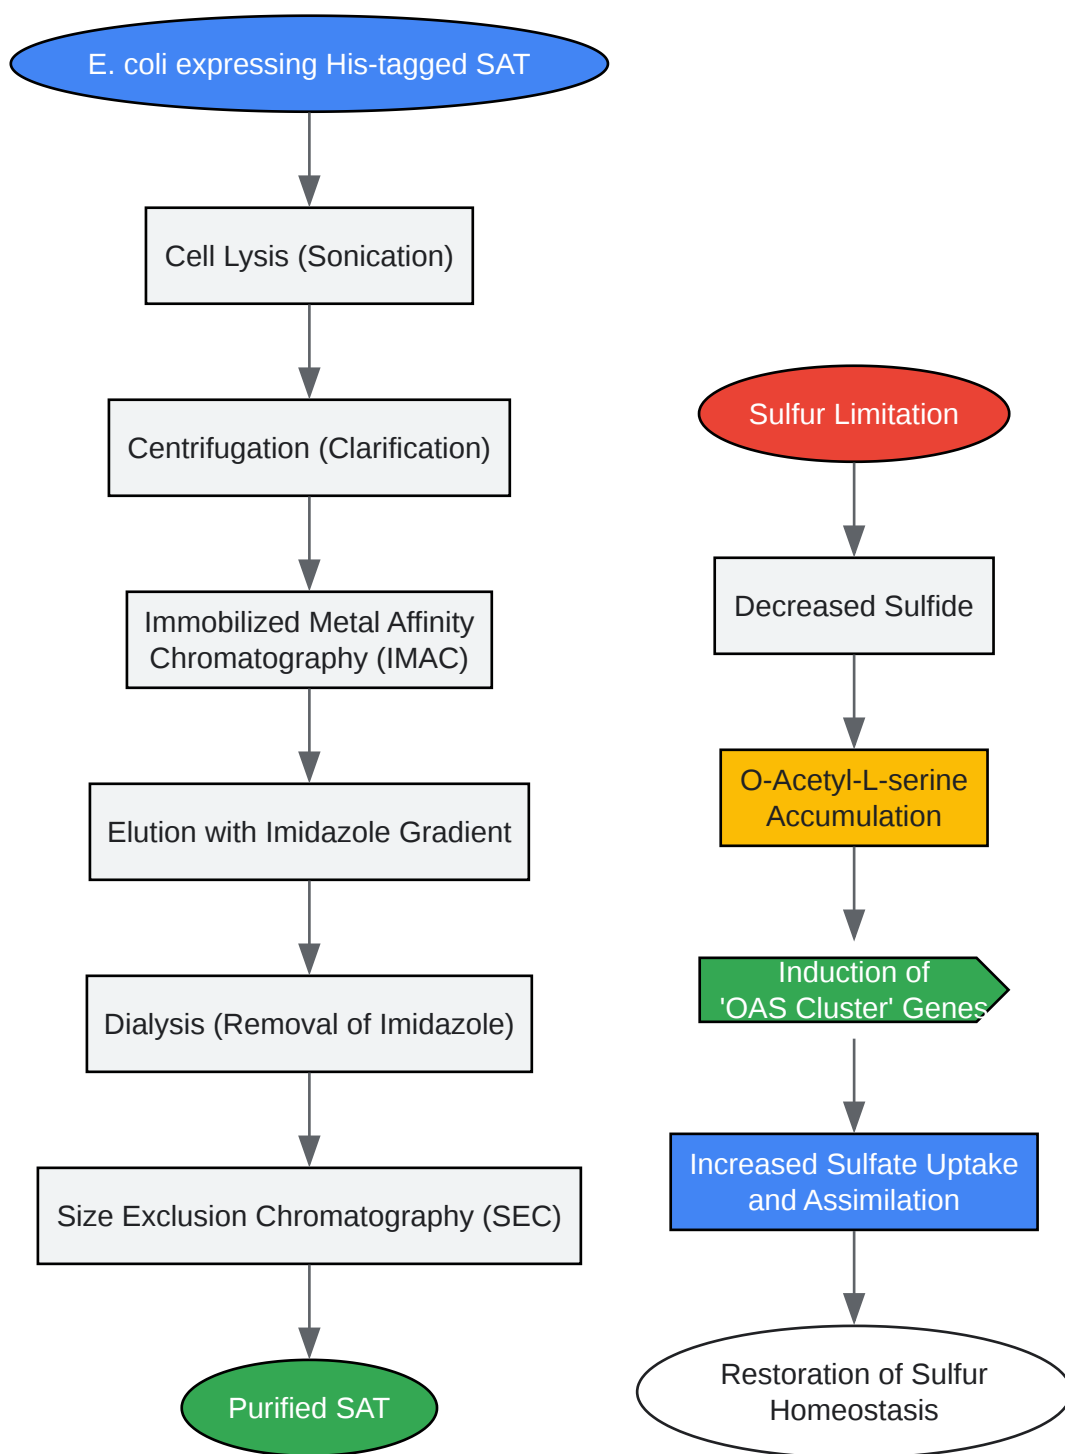 E. coli expressing His-tagged SAT
Cell Lysis (Sonication)
Centrifugation (Clarification)
Immobilized Metal Affinity
Chromatography (IMAC)
Elution with Imidazole Gradient
Dialysis (Removal of Imidazole)
Size Exclusion Chromatography (SEC)
Purified SAT
Sulfur Limitation
Decreased Sulfide
O-Acetyl-L-serine
Accumulation
Induction of
'OAS Cluster' Genes
Increased Sulfate Uptake
and Assimilation
Restoration of Sulfur
Homeostasis